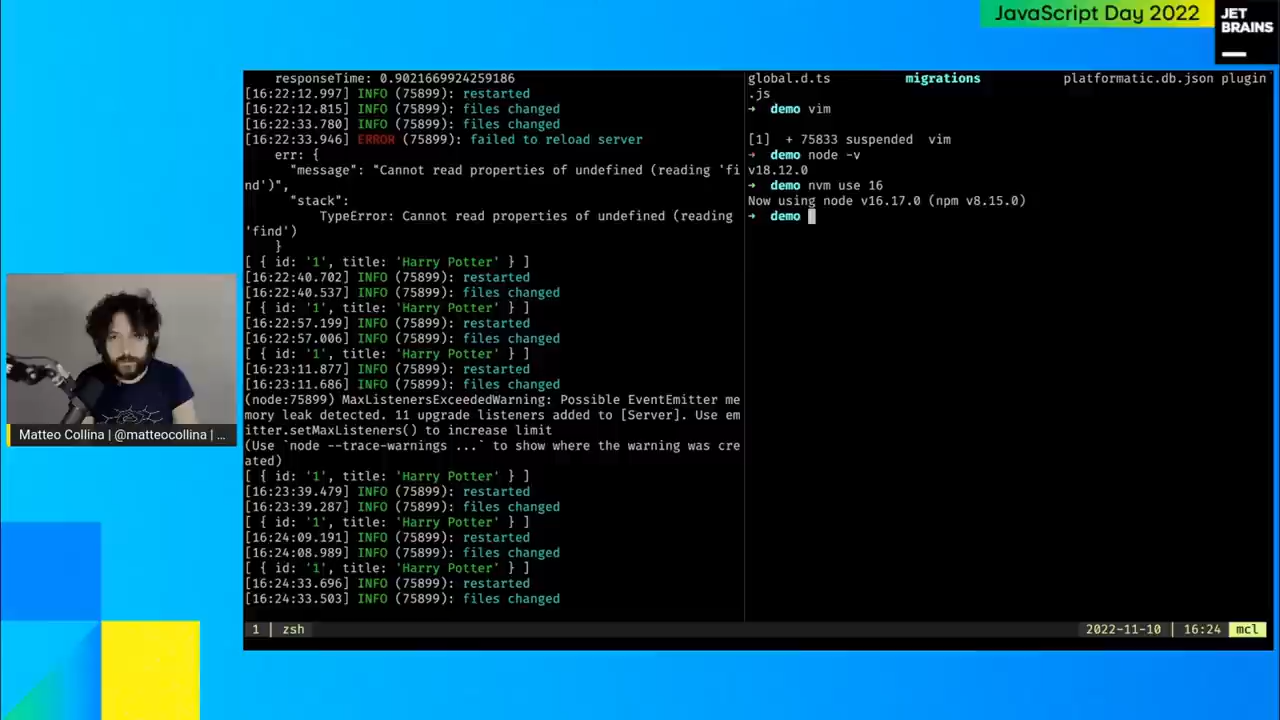 JavaScript Day 2022
JET
BRAINS
responseTime: 0.9021669924259186
[16:22:12.997] INFO (75899): restarted
[16:22:12.815] INFO (75899): files changed
[16:22:33.780] INFO (75899): files changed
[16:22:33.946] ERROR (75899): failed to reload server
err: {
"message": "Cannot read properties of undefined (reading 'fi
nd')",
"stack":
TypeError: Cannot read properties of undefined (reading
'find')
}
[ { id: '1', title: 'Harry Potter' } ]
[16:22:40.702] INFO (75899): restarted
[16:22:40.537] INFO (75899): files changed
[ { id: '1', title: 'Harry Potter' } ]
[16:22:57.199] INFO (75899): restarted
[16:22:57.006] INFO (75899): files changed
[ { id: '1', title: 'Harry Potter' } ]
[16:23:11.877] INFO (75899): restarted
[16:23:11.686] INFO (75899): files changed
(node:75899) MaxListenersExceededWarning: Possible EventEmitter me
mory leak detected. 11 upgrade listeners added to [Server]. Use em
itter.setMaxListeners() to increase limit
(Use `node --trace-warnings ...` to show where the warning was cre
ated)
[ { id: '1', title: 'Harry Potter' } ]
[16:23:39.479] INFO (75899): restarted
[16:23:39.287] INFO (75899): files changed
[ { id: '1', title: 'Harry Potter' } ]
[16:24:09.191] INFO (75899): restarted
[16:24:08.989] INFO (75899): files changed
[ { id: '1', title: 'Harry Potter' } ]
[16:24:33.696] INFO (75899): restarted
[16:24:33.503] INFO (75899): files changed
global.d.ts migrations platformatic.db.json plugin
.js
→ demo vim
[1] + 75833 suspended vim
→ demo node -v
v18.12.0
→ demo nvm use 16
Now using node v16.17.0 (npm v8.15.0)
→ demo
Matteo Collina | @matteocollina | ...
1 | zsh
2022-11-10 | 16:24 mcl